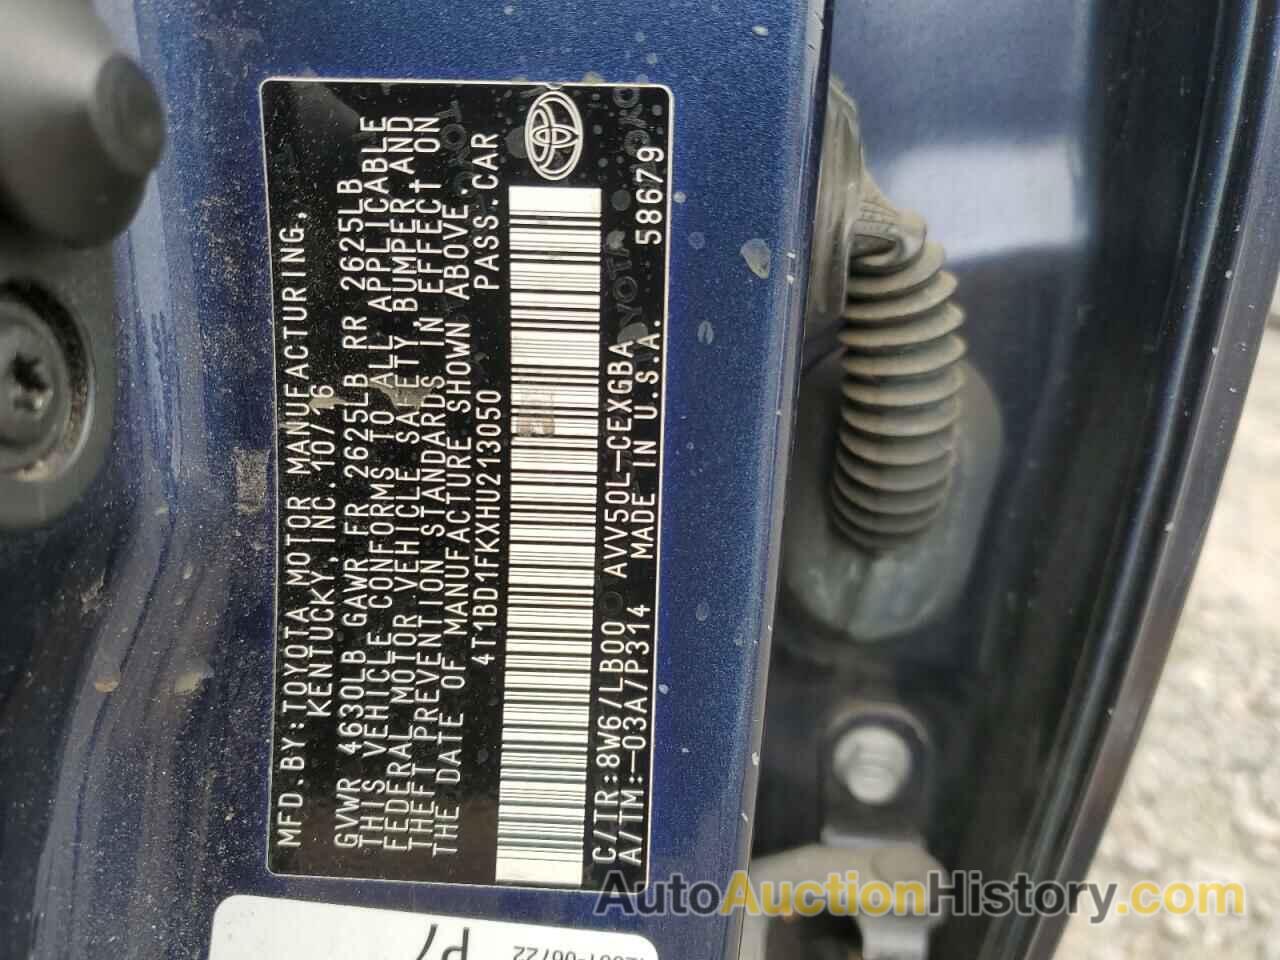 MFD.BY:TOYOTA MOTOR MANUFACTURING,
KENTUCKY, INC. 10/16
GVWR 4630LB GAWR FR 2625LB RR 2625LB
THIS VEHICLE CONFORMS TO ALL APPLICABLE
FEDERAL MOTOR VEHICLE SAFETY, BUMPER AND
THEFT PREVENTION STANDARDS IN EFFECT ON
THE DATE OF MANUFACTURE SHOWN ABOVE.
4T1BD1FKXHU213050 PASS.CAR
C/TR:8W6/LB00 AVV50L-CEXGBA
A/TM:-03A/P314 MADE IN U.S.A. 58679
P7
AutoAuctionHistory.com